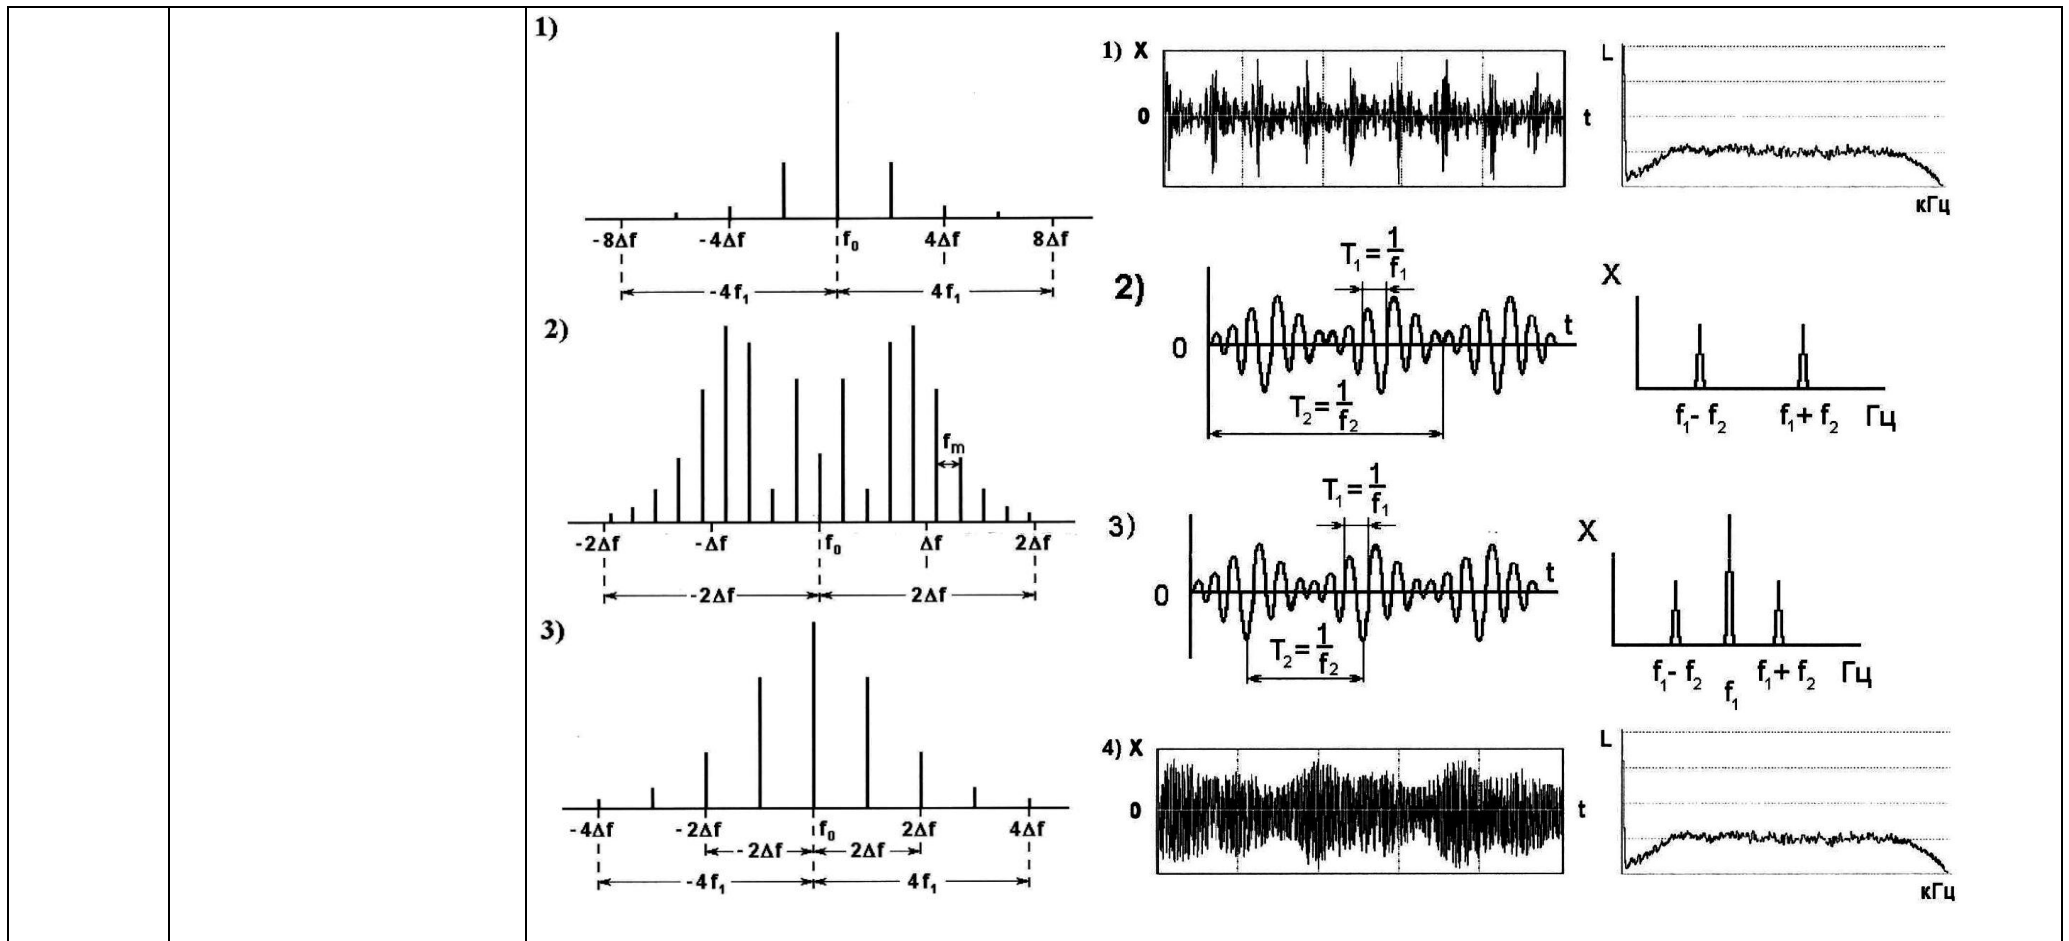 1)
-8Δf -4Δf f₀ 4Δf 8Δf
-4f₁ 4f₁
2)
fₘ
-2Δf -Δf f₀ Δf 2Δf
-2Δf 2Δf
3)
-4Δf -2Δf f₀ 2Δf 4Δf
-2Δf 2Δf
-4f₁ 4f₁
1) X
0
t
L
кГц
2)
T₁=1/f₁
0
t
T₂=1/f₂
X
f₁- f₂ f₁+ f₂ Гц
3)
T₁=1/f₁
0
t
T₂=1/f₂
X
f₁- f₂ f₁ f₁+ f₂ Гц
4) X
0
t
L
кГц